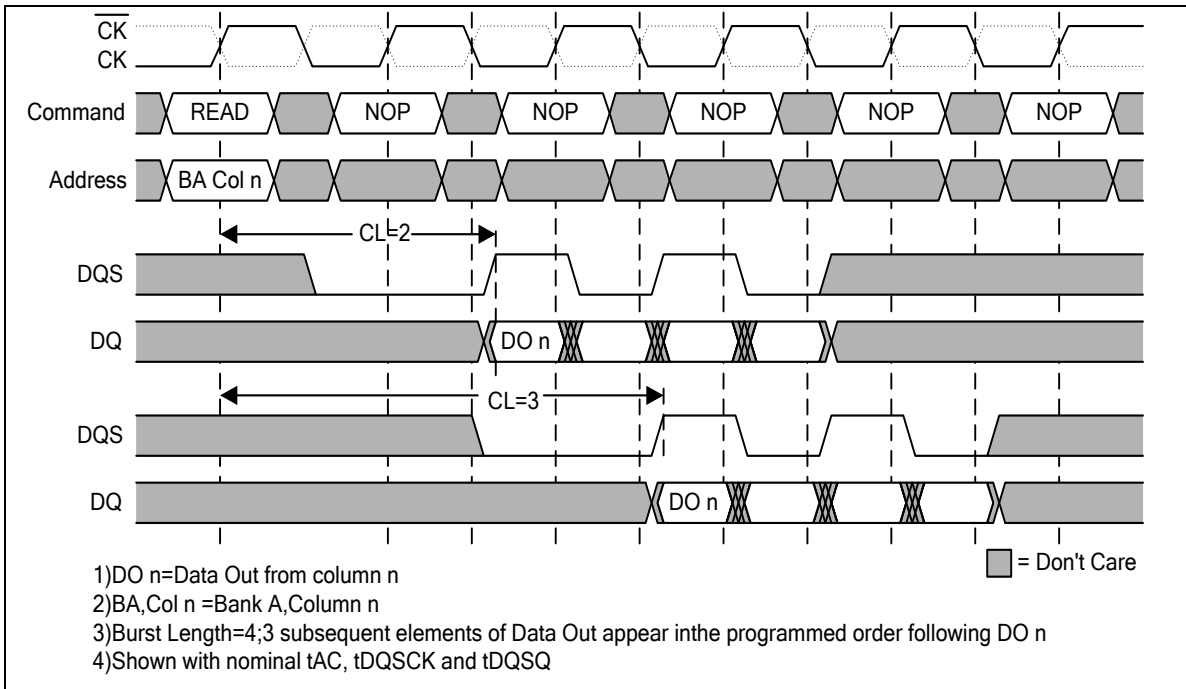 CK
CK
Command READ NOP NOP NOP NOP NOP
Address BA Col n
CL=2
DQS
DQ DO n
CL=3
DQS
DQ DO n
= Don't Care
1)DO n=Data Out from column n
2)BA,Col n =Bank A,Column n
3)Burst Length=4;3 subsequent elements of Data Out appear inthe programmed order following DO n
4)Shown with nominal tAC, tDQSCK and tDQSQ